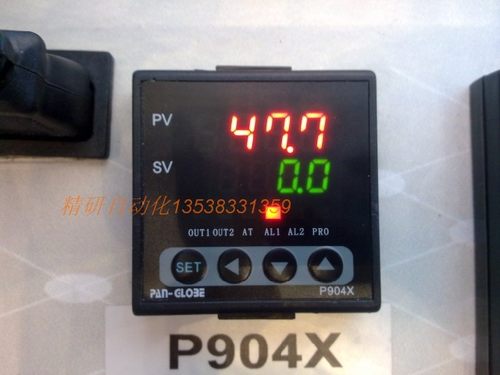 PV 47.7
SV 0.0
精研自动化13538331359
OUT1 OUT2 AT AL1 AL2 PRO
SET
PAN-GLOBE P904X
P904X